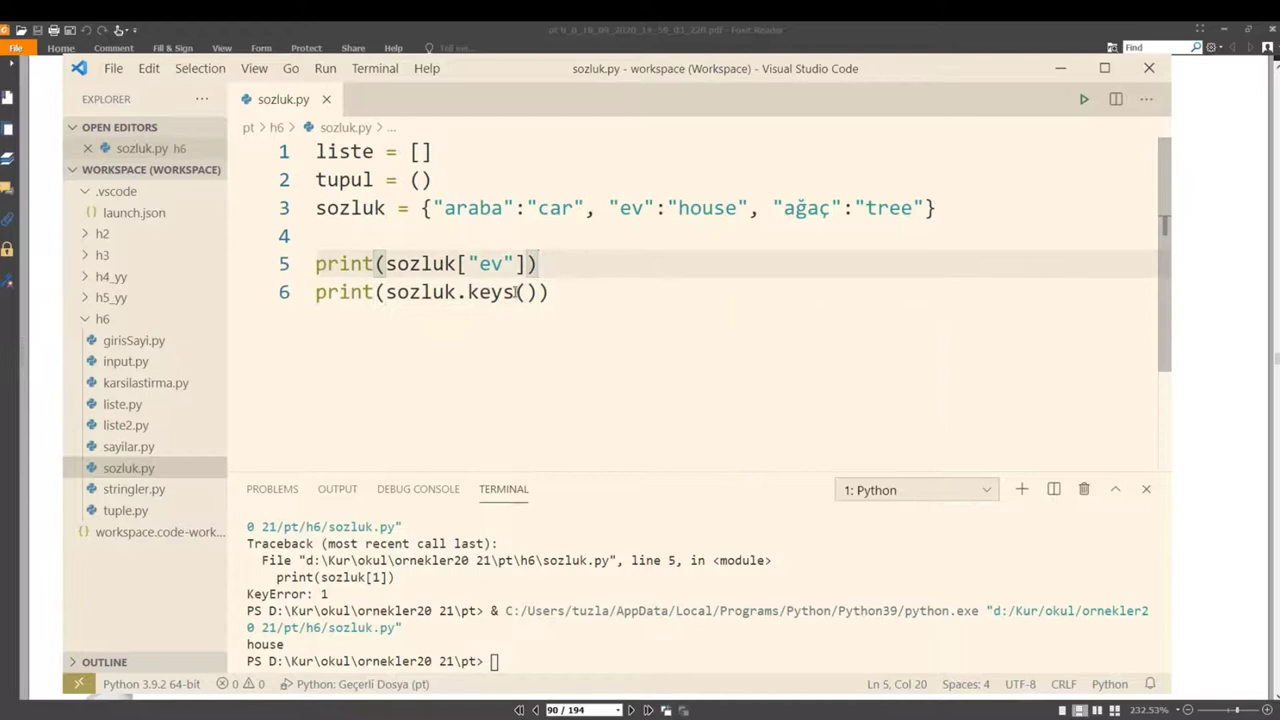 File Home Comment Fill & Sign View Form Protect Share Help Tell me... Find
File Edit Selection View Go Run Terminal Help sozluk.py - workspace (Workspace) - Visual Studio Code
EXPLORER ... sozluk.py
OPEN EDITORS
sozluk.py h6
WORKSPACE (WORKSPACE)
.vscode
launch.json
h2
h3
h4_yy
h5_yy
h6
girisSayi.py
input.py
karsilastirma.py
liste.py
liste2.py
sayilar.py
sozluk.py
stringler.py
tuple.py
workspace.code-work...
OUTLINE
pt > h6 > sozluk.py > ...
1 liste = []
2 tupul = ()
3 sozluk = {"araba":"car", "ev":"house", "ağaç":"tree"}
4
5 print(sozluk["ev"])
6 print(sozluk.keys())
PROBLEMS OUTPUT DEBUG CONSOLE TERMINAL 1: Python
0 21/pt/h6/sozluk.py"
Traceback (most recent call last):
File "d:\Kur\okul\ornekler20 21\pt\h6\sozluk.py", line 5, in <module>
print(sozluk[1])
KeyError: 1
PS D:\Kur\okul\ornekler20 21\pt> & C:/Users/tuzla/AppData/Local/Programs/Python/Python39/python.exe "d:/Kur/okul/ornekler2
0 21/pt/h6/sozluk.py"
house
PS D:\Kur\okul\ornekler20 21\pt>
Python 3.9.2 64-bit 0 0 Python: Geçerli Dosya (pt) Ln 5, Col 20 Spaces: 4 UTF-8 CRLF Python
90 / 194 232.53%